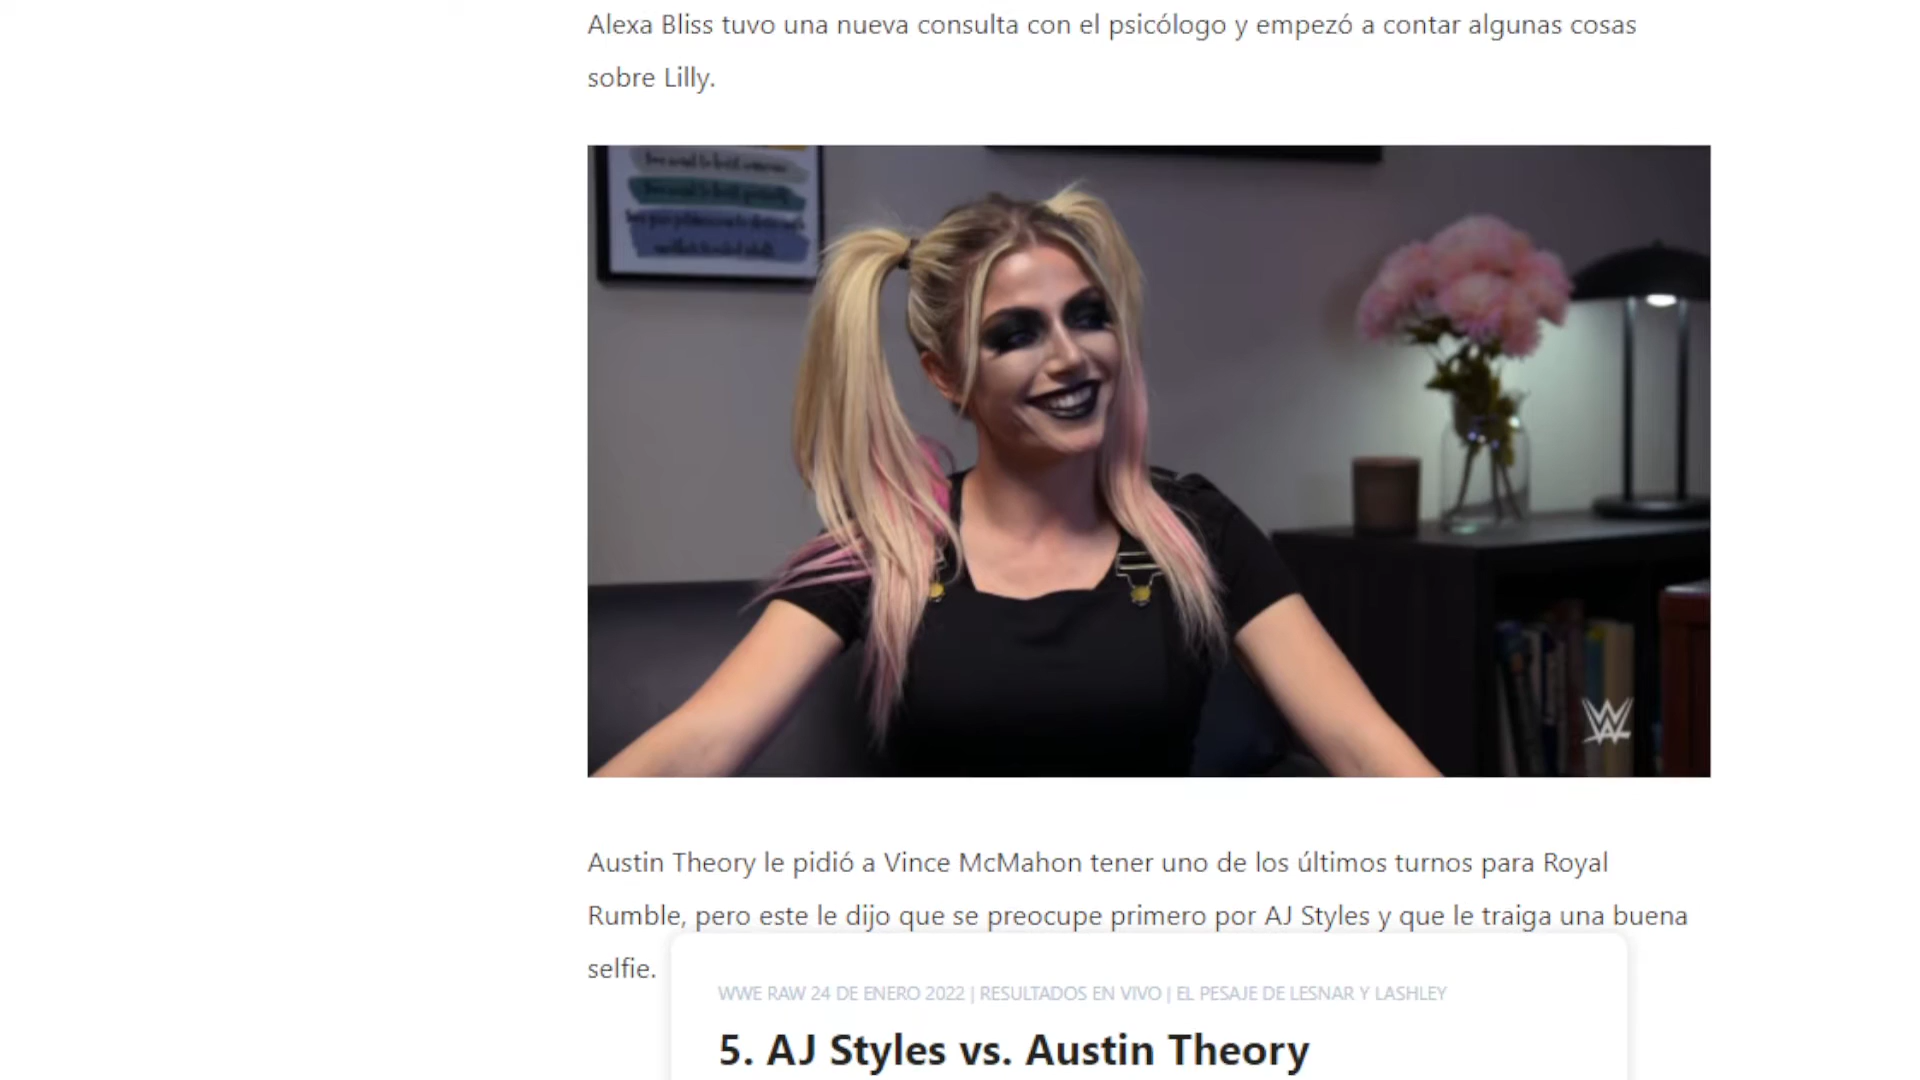 Alexa Bliss tuvo una nueva consulta con el psicólogo y empezó a contar algunas cosas
sobre Lilly.
Austin Theory le pidió a Vince McMahon tener uno de los últimos turnos para Royal
Rumble, pero este le dijo que se preocupe primero por AJ Styles y que le traiga una buena
selfie.
WWE RAW 24 DE ENERO 2022 | RESULTADOS EN VIVO | EL PESAJE DE LESNAR Y LASHLEY
5. AJ Styles vs. Austin Theory